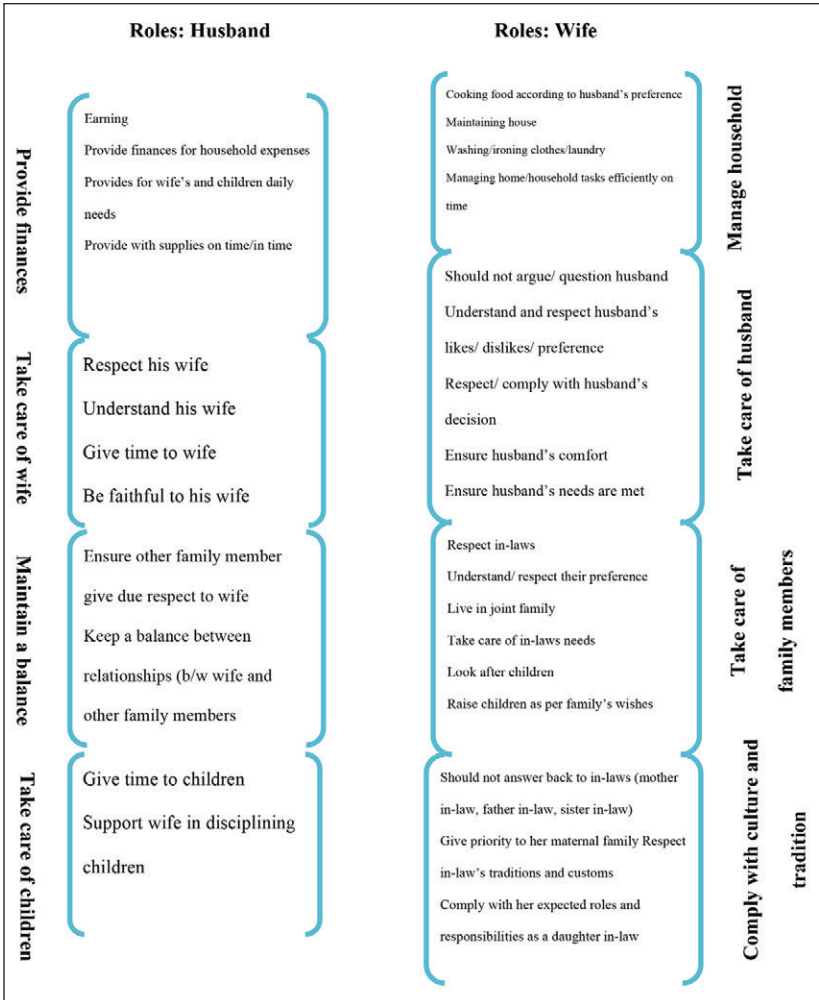 Roles: Husband
Provide finances
Earning
Provide finances for household expenses
Provides for wife's and children daily
needs
Provide with supplies on time/in time
Take care of wife
Respect his wife
Understand his wife
Give time to wife
Be faithful to his wife
Maintain a balance
Ensure other family member
give due respect to wife
Keep a balance between
relationships (b/w wife and
other family members
Take care of children
Give time to children
Support wife in disciplining
children
Roles: Wife
Cooking food according to husband's preference
Maintaining house
Washing/ironing clothes/laundry
Managing home/household tasks efficiently on
time
Manage household
Should not argue/ question husband
Understand and respect husband's
likes/ dislikes/ preference
Respect/ comply with husband's
decision
Ensure husband's comfort
Ensure husband's needs are met
Take care of husband
Respect in-laws
Understand/ respect their preference
Live in joint family
Take care of in-laws needs
Look after children
Raise children as per family's wishes
Take care of
family members
Should not answer back to in-laws (mother
in-law, father in-law, sister in-law)
Give priority to her maternal family Respect
in-law's traditions and customs
Comply with her expected roles and
responsibilities as a daughter in-law
Comply with culture and
tradition